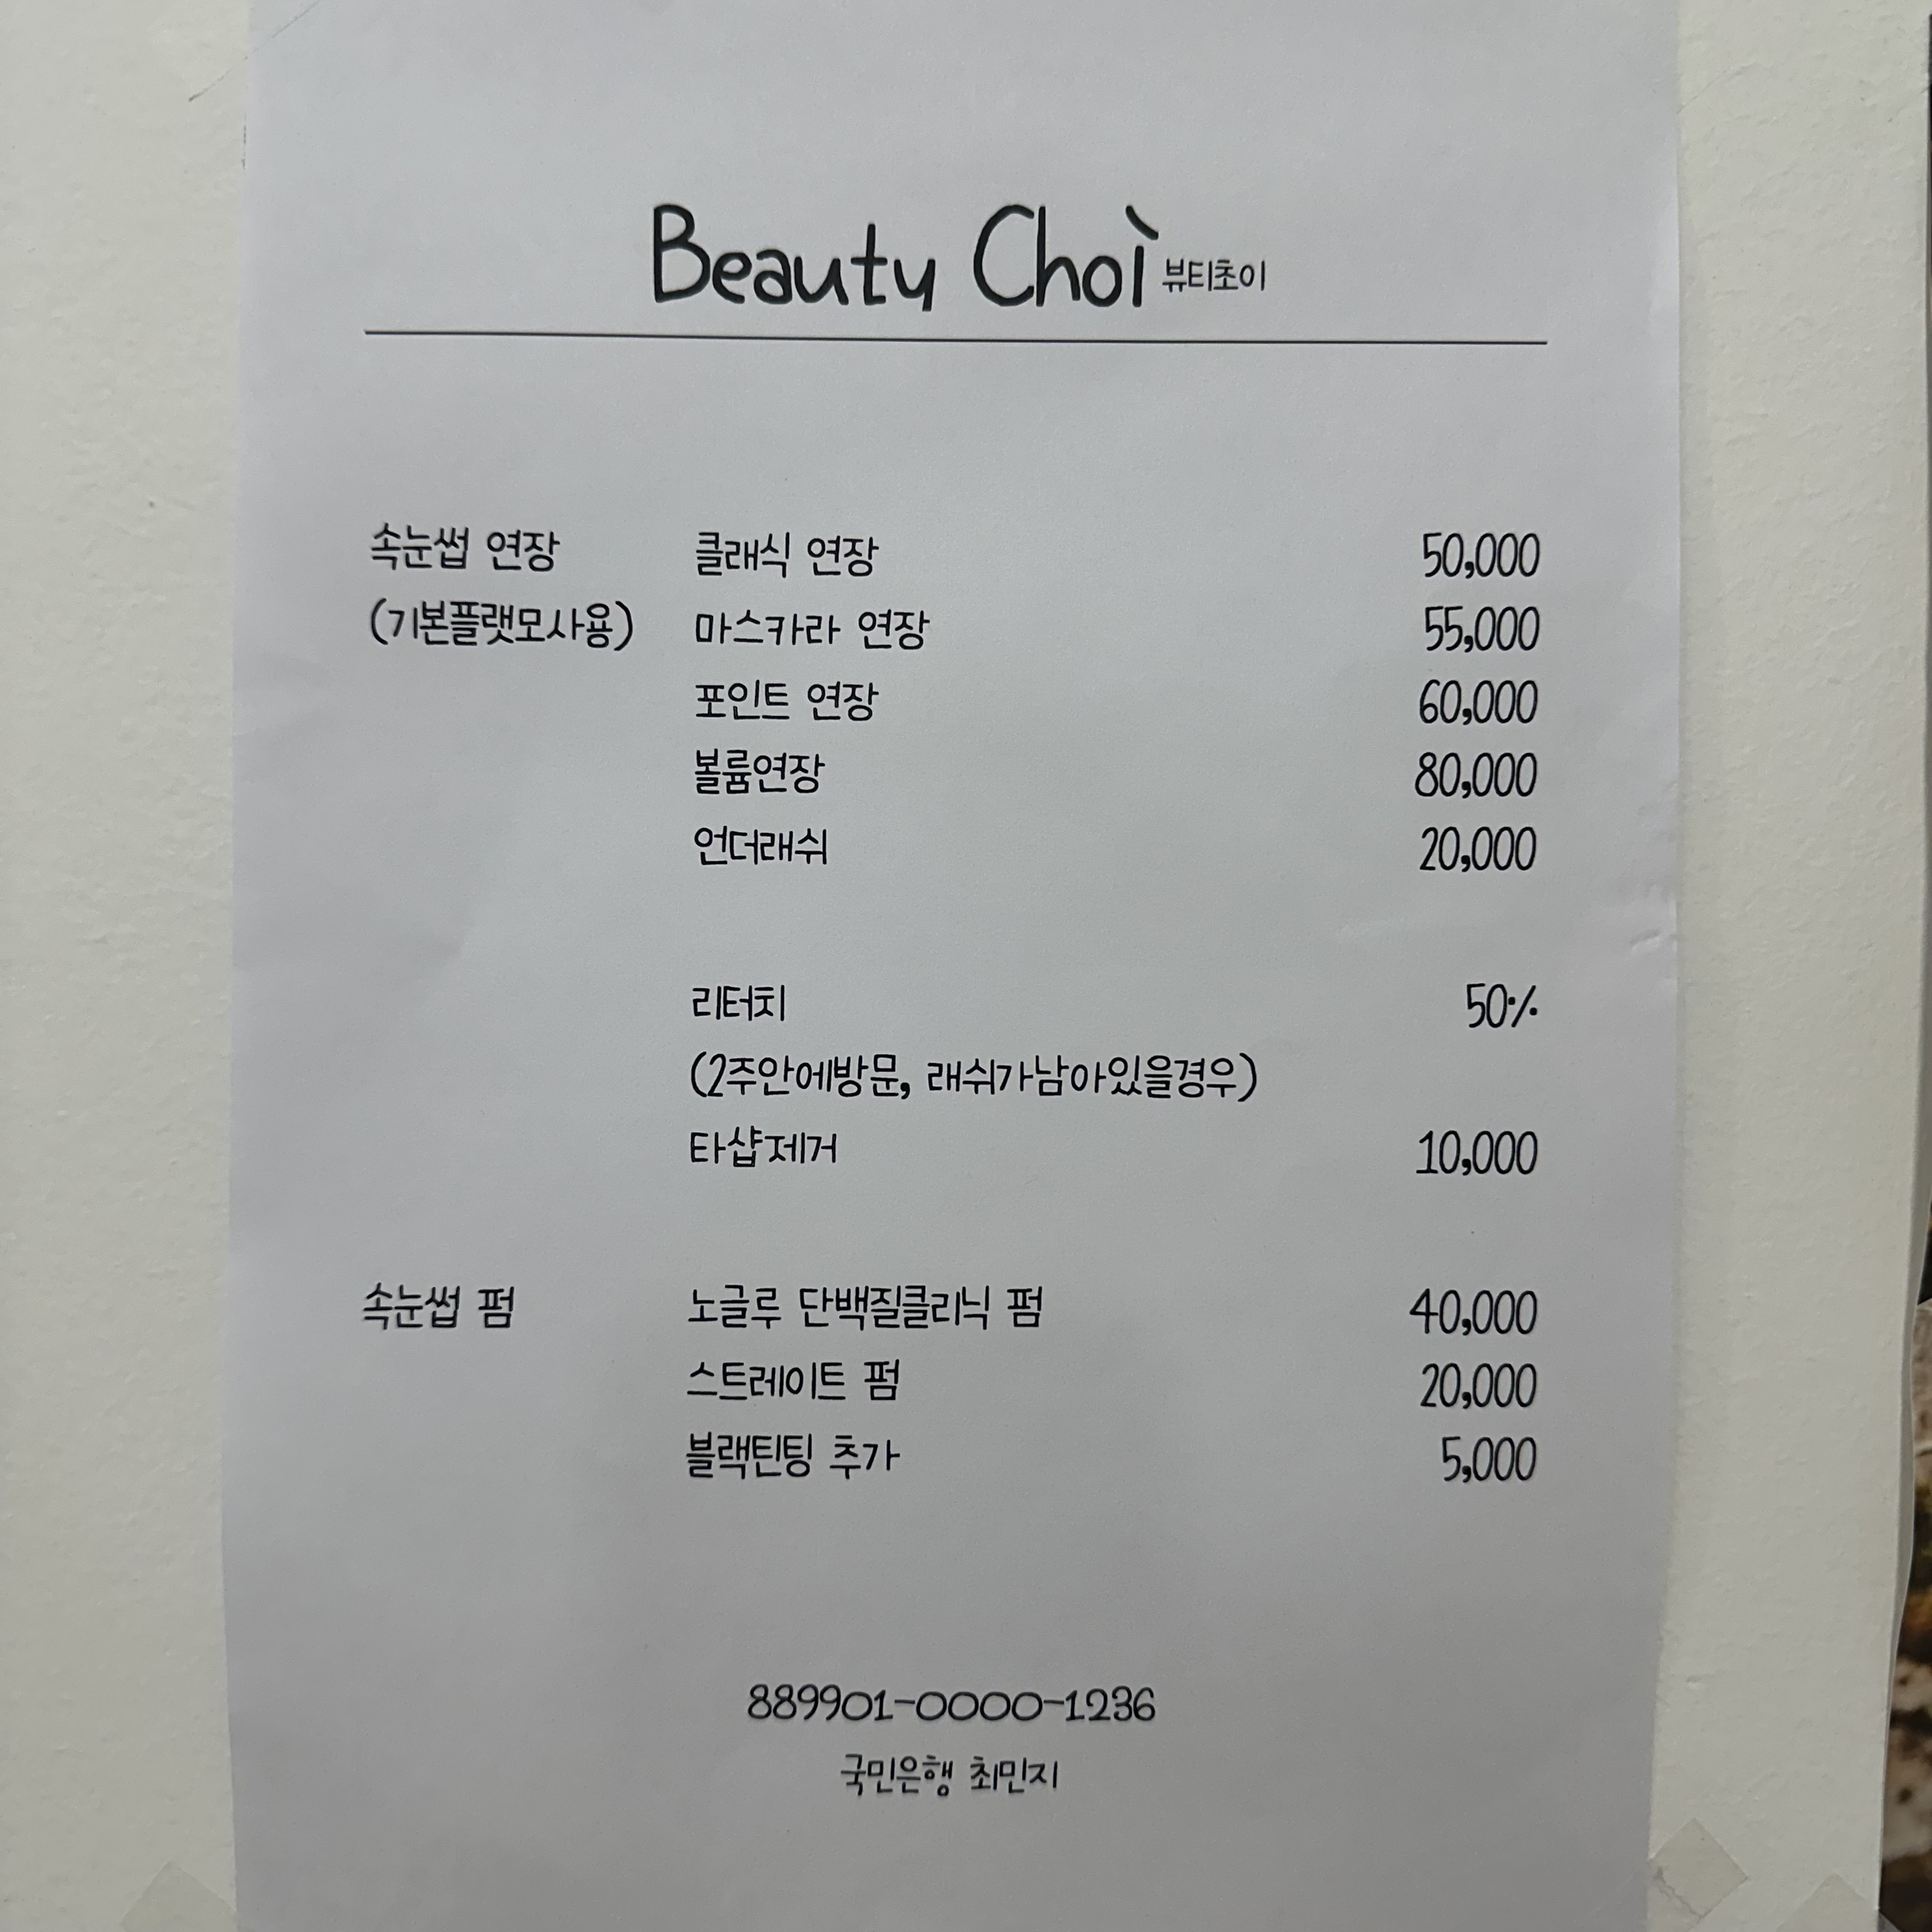 Beauty Choi 뷰티초이
속눈썹 연장 클래식 연장 50,000
(기본플랫모사용) 마스카라 연장 55,000
포인트 연장 60,000
볼륨연장 80,000
언더래쉬 20,000
리터치 50%
(2주안에방문, 래쉬가남아있을경우)
타샵제거 10,000
속눈썹 펌 노글루 단백질클리닉 펌 40,000
스트레이트 펌 20,000
블랙틴팅 추가 5,000
889901-0000-1236
국민은행 최민지